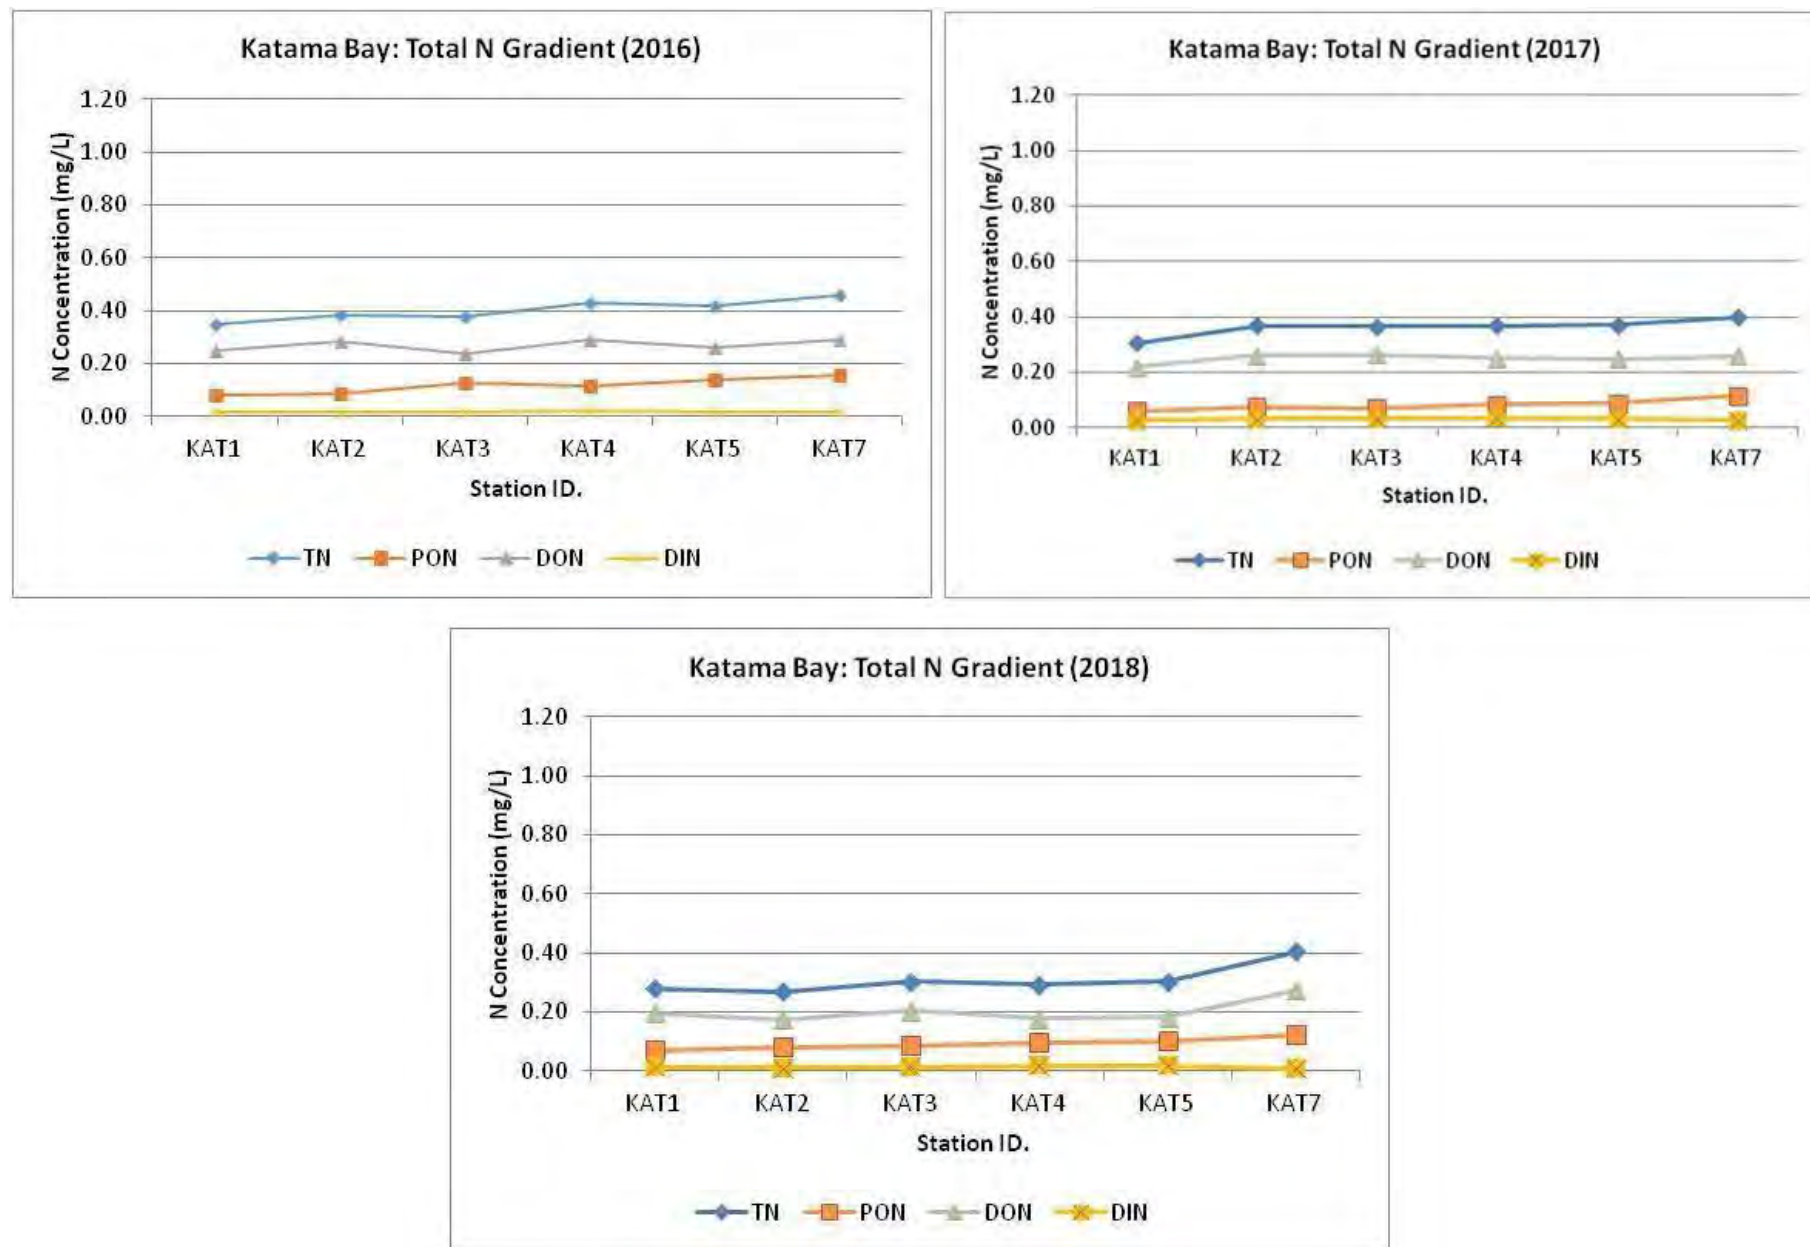 Katama Bay: Total N Gradient (2016)
1.20
1.00
0.80
0.60
0.40
0.20
0.00
N Concentration (mg/L)
KAT1 KAT2 KAT3 KAT4 KAT5 KAT7
Station ID.
TN PON DON DIN
Katama Bay: Total N Gradient (2017)
1.20
1.00
0.80
0.60
0.40
0.20
0.00
N Concentration (mg/L)
KAT1 KAT2 KAT3 KAT4 KAT5 KAT7
Station ID.
TN PON DON DIN
Katama Bay: Total N Gradient (2018)
1.20
1.00
0.80
0.60
0.40
0.20
0.00
N Concentration (mg/L)
KAT1 KAT2 KAT3 KAT4 KAT5 KAT7
Station ID.
TN PON DON DIN